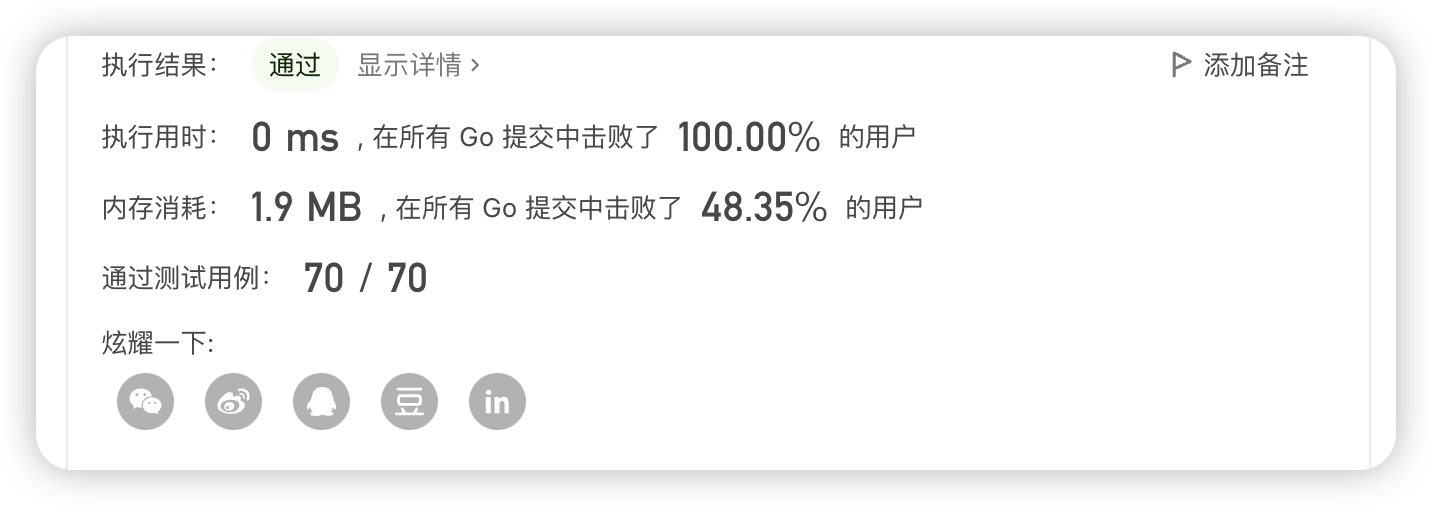 执行结果： 通过 显示详情 › 添加备注
执行用时： 0 ms ，在所有 Go 提交中击败了 100.00% 的用户
内存消耗： 1.9 MB ，在所有 Go 提交中击败了 48.35% 的用户
通过测试用例： 70 / 70
炫耀一下:
豆 in